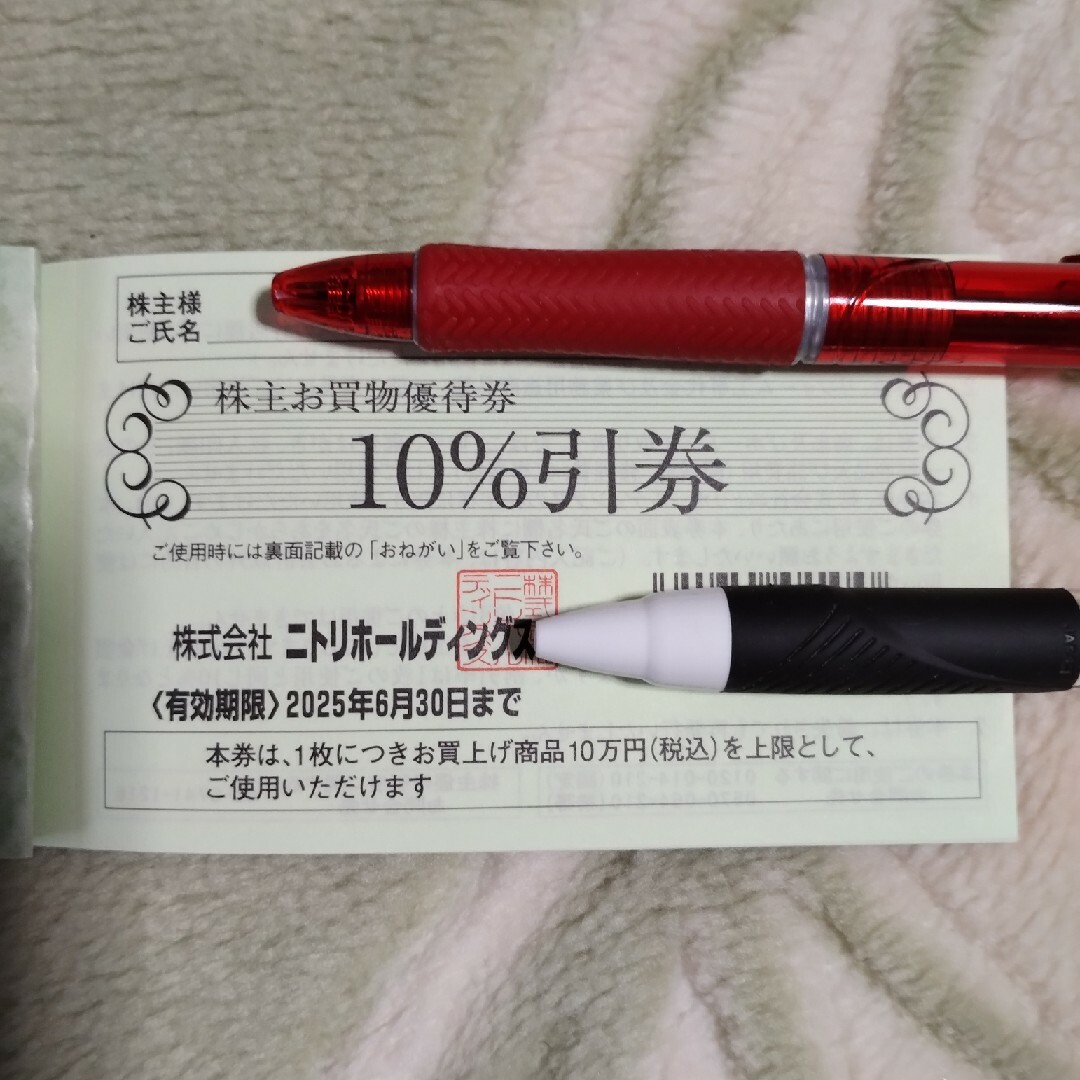 株主様
ご氏名
株主お買物優待券
10%引券
ご使用時には裏面記載の「おねがい」をご覧下さい。
株式会社 ニトリホールディングス
〈有効期限〉2025年6月30日まで
本券は、1枚につきお買上げ商品10万円(税込)を上限として、
ご使用いただけます